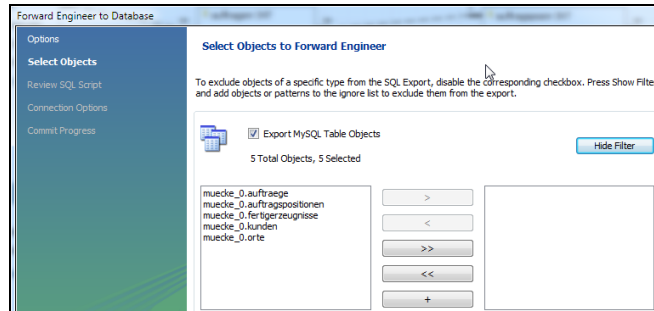 Forward Engineer to Database
Options
Select Objects
Review SQL Script
Connection Options
Commit Progress
Select Objects to Forward Engineer
To exclude objects of a specific type from the SQL Export, disable the corresponding checkbox. Press Show Filte
and add objects or patterns to the ignore list to exclude them from the export.
Export MySQL Table Objects
5 Total Objects, 5 Selected
Hide Filter
muecke_0.auftraege
muecke_0.auftragspositionen
muecke_0.fertigerzeugnisse
muecke_0.kunden
muecke_0.orte
>
<
>>
<<
+